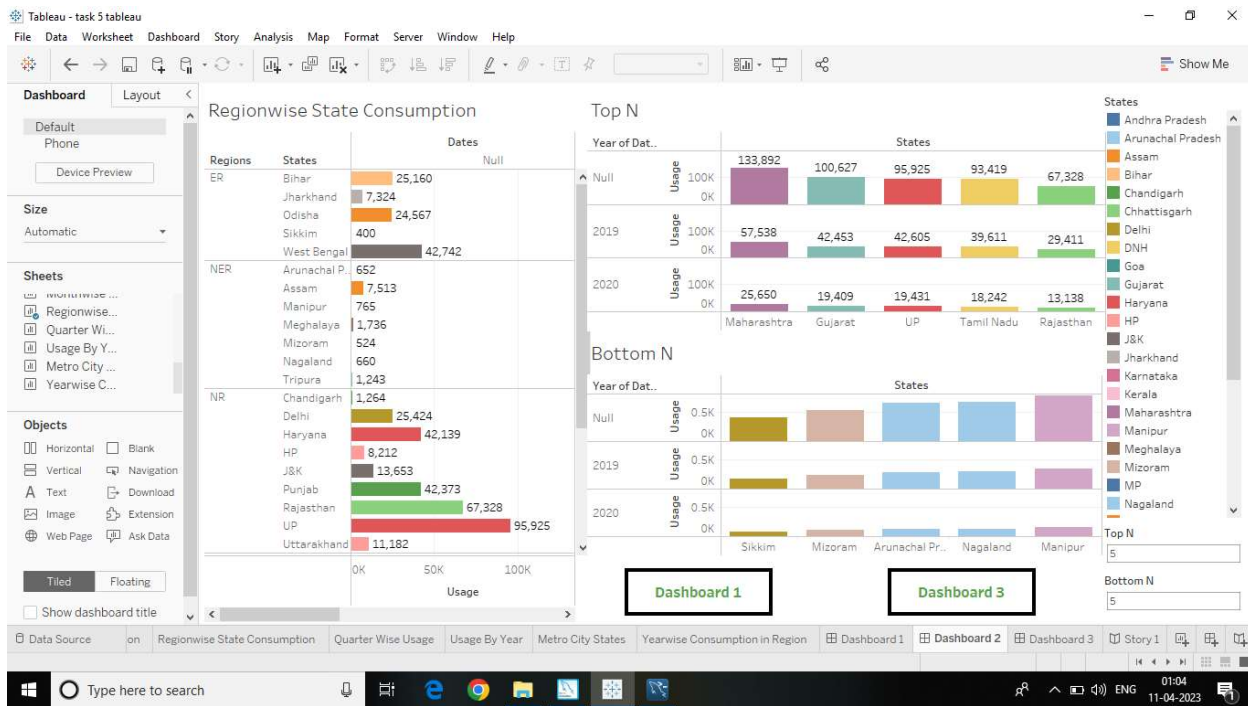 Tableau - task 5 tableau
File Data Worksheet Dashboard Story Analysis Map Format Server Window Help
Show Me
Dashboard Layout
Default
Phone
Device Preview
Size
Automatic
Sheets
Regionwise...
Quarter Wi...
Usage By Y...
Metro City ...
Yearwise C...
Objects
Horizontal Blank
Vertical Navigation
A Text Download
Image Extension
Web Page Ask Data
Tiled Floating
Show dashboard title
Regionwise State Consumption
Dates
Regions States Null
ER Bihar 25,160
Jharkhand 7,324
Odisha 24,567
Sikkim 400
West Bengal 42,742
NER Arunachal P.. 652
Assam 7,513
Manipur 765
Meghalaya 1,736
Mizoram 524
Nagaland 660
Tripura 1,243
NR Chandigarh 1,264
Delhi 25,424
Haryana 42,139
HP 8,212
J&K 13,653
Punjab 42,373
Rajasthan 67,328
UP 95,925
Uttarakhand 11,182
0K 50K 100K
Usage
Top N
Year of Dat.. States
Null Usage 100K 0K 133,892 100,627 95,925 93,419 67,328
2019 Usage 100K 0K 57,538 42,453 42,605 39,611 29,411
2020 Usage 100K 0K 25,650 19,409 19,431 18,242 13,138
Maharashtra Gujarat UP Tamil Nadu Rajasthan
Bottom N
Year of Dat.. States
Null Usage 0.5K 0K
2019 Usage 0.5K 0K
2020 Usage 0.5K 0K
Sikkim Mizoram Arunachal Pr.. Nagaland Manipur
Dashboard 1 Dashboard 3
States
Andhra Pradesh
Arunachal Pradesh
Assam
Bihar
Chandigarh
Chhattisgarh
Delhi
DNH
Goa
Gujarat
Haryana
HP
J&K
Jharkhand
Karnataka
Kerala
Maharashtra
Manipur
Meghalaya
Mizoram
MP
Nagaland
Top N
5
Bottom N
5
Data Source on Regionwise State Consumption Quarter Wise Usage Usage By Year Metro City States Yearwise Consumption in Region Dashboard 1 Dashboard 2 Dashboard 3 Story 1
Type here to search
ENG
01:04
11-04-2023
1